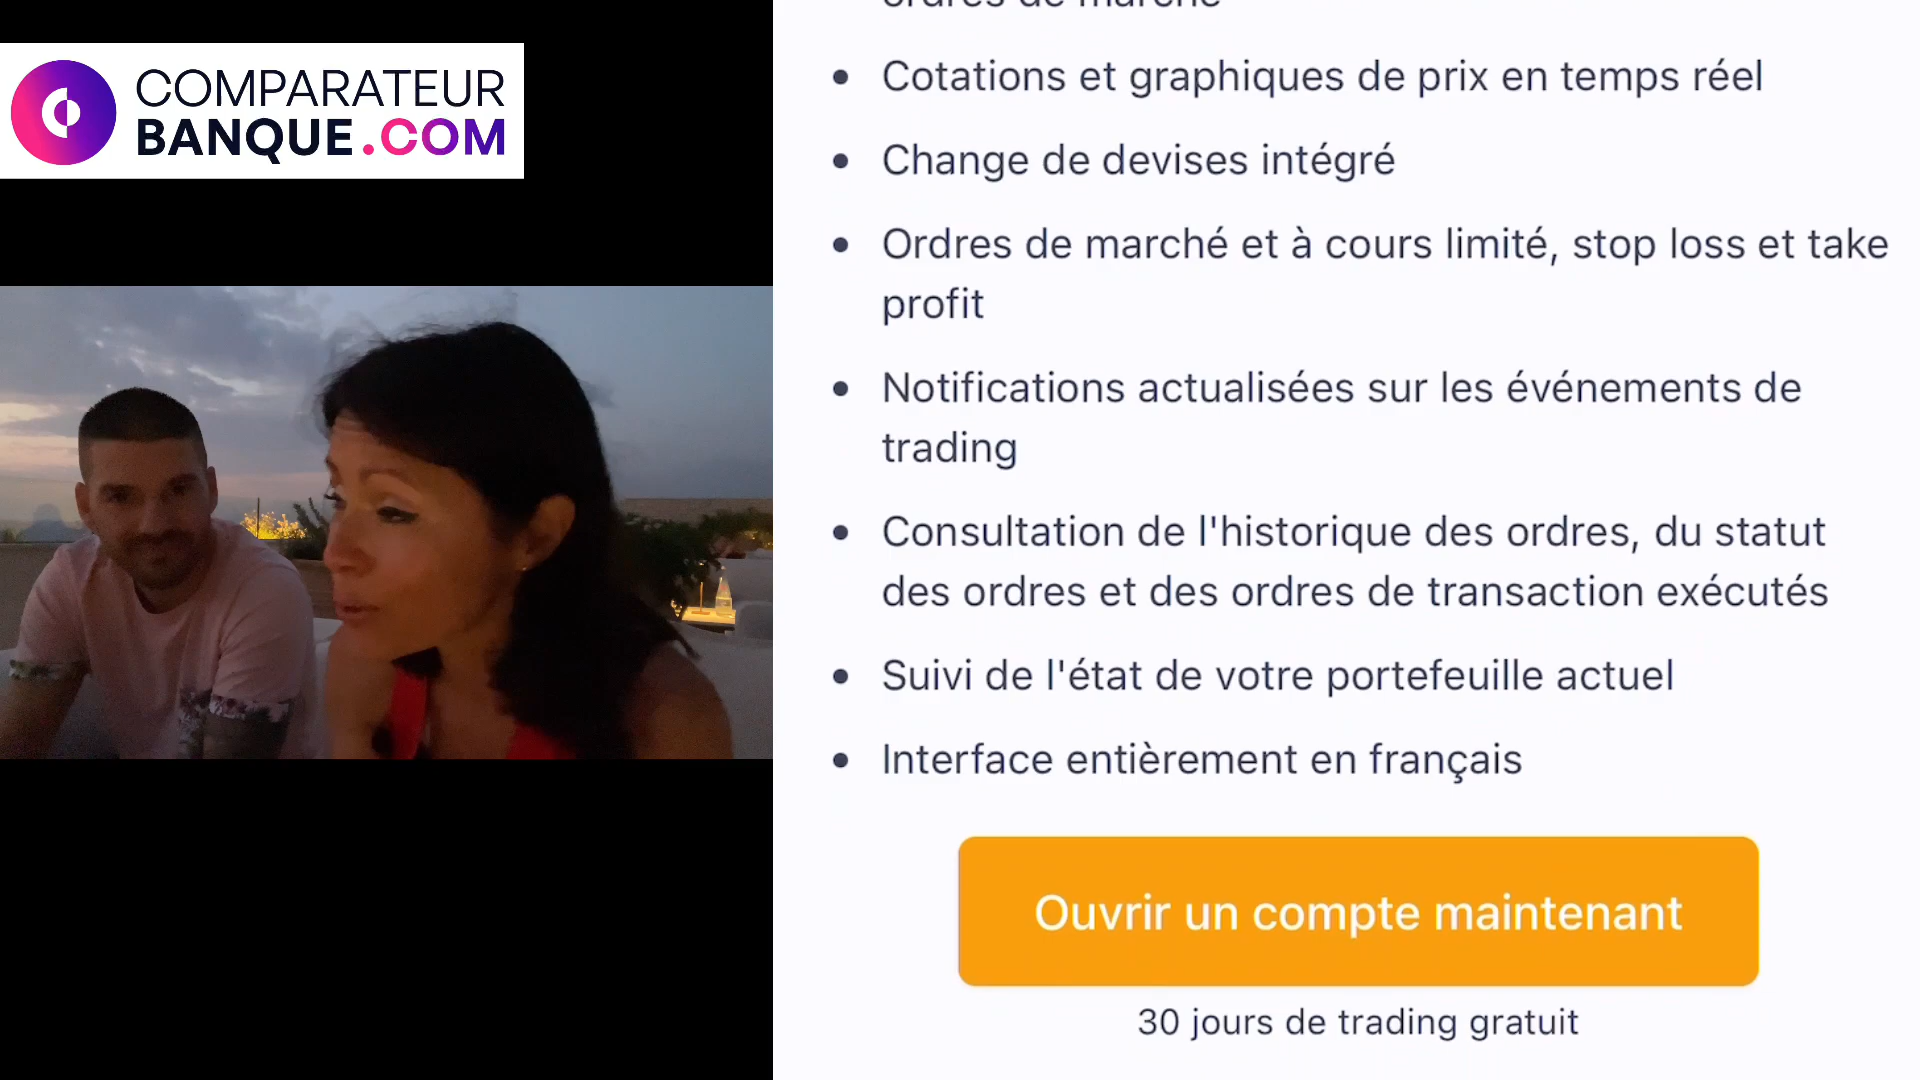 COMPARATEUR
BANQUE.COM
ordres de marché
• Cotations et graphiques de prix en temps réel
• Change de devises intégré
• Ordres de marché et à cours limité, stop loss et take
profit
• Notifications actualisées sur les événements de
trading
• Consultation de l'historique des ordres, du statut
des ordres et des ordres de transaction exécutés
• Suivi de l'état de votre portefeuille actuel
• Interface entièrement en français
Ouvrir un compte maintenant
30 jours de trading gratuit